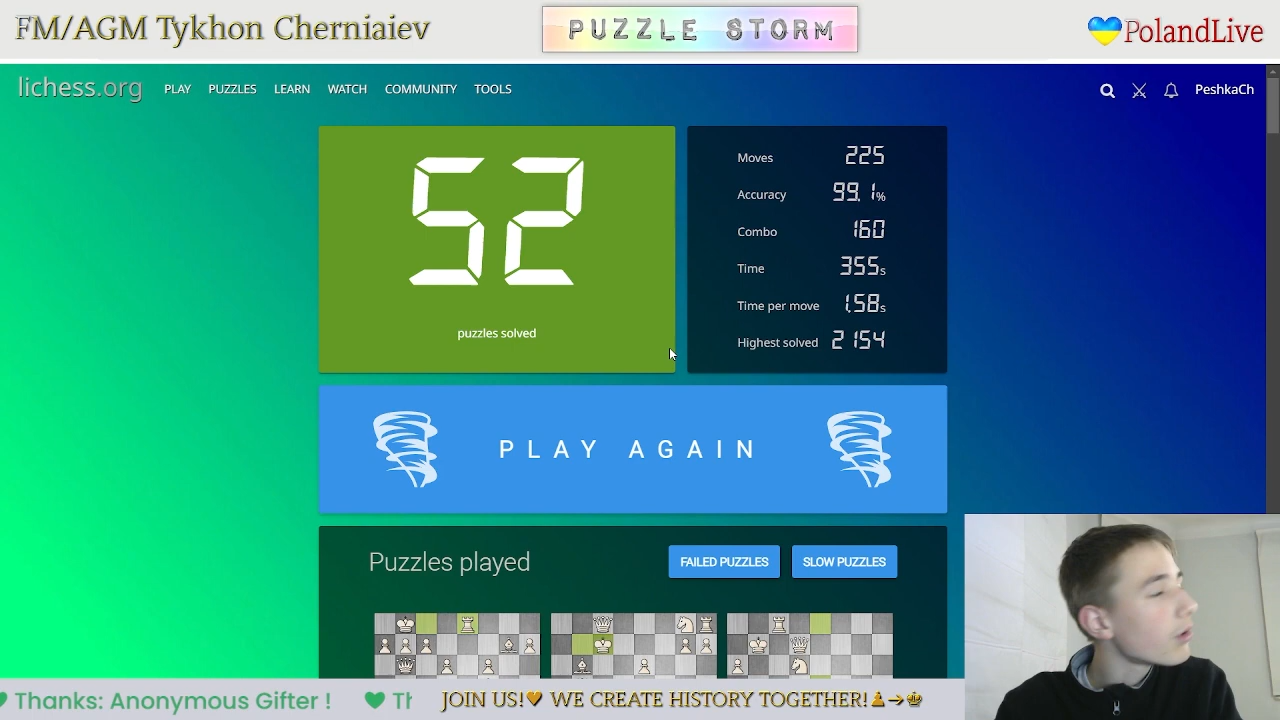 FM/AGM Tykhon Cherniaiev
PUZZLE STORM
PolandLive
lichess.org PLAY PUZZLES LEARN WATCH COMMUNITY TOOLS PeshkaCh
52
puzzles solved
Moves 225
Accuracy 99.1%
Combo 160
Time 355s
Time per move 1.58s
Highest solved 2154
PLAY AGAIN
Puzzles played
FAILED PUZZLES
SLOW PUZZLES
Thanks: Anonymous Gifter ! Th
JOIN US!🧡 WE CREATE HISTORY TOGETHER!♟→♚